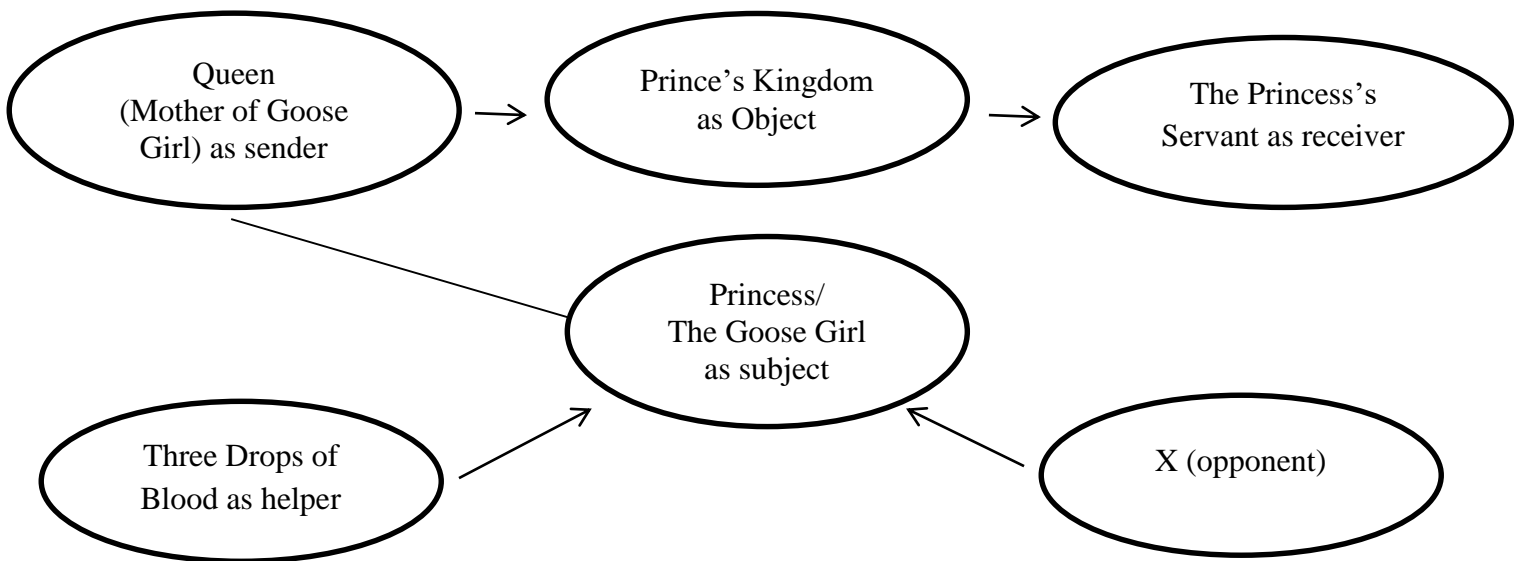 Queen
(Mother of Goose
Girl) as sender
Prince’s Kingdom
as Object
The Princess’s
Servant as receiver
Princess/
The Goose Girl
as subject
Three Drops of
Blood as helper
X (opponent)